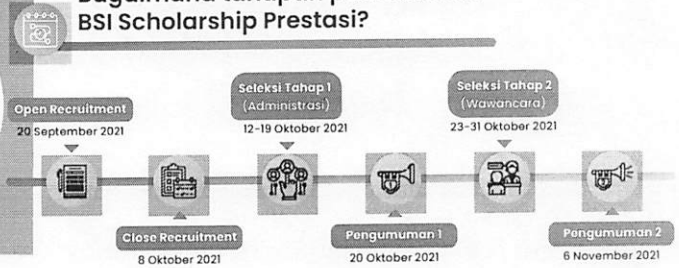 BSI Scholarship Prestasi?
Open Recruitment
20 September 2021
Close Recruitment
8 Oktober 2021
Seleksi Tahap 1
(Administrasi)
12-19 Oktober 2021
Pengumuman 1
20 Oktober 2021
Seleksi Tahap 2
(Wawancara)
23-31 Oktober 2021
Pengumuman 2
6 November 2021